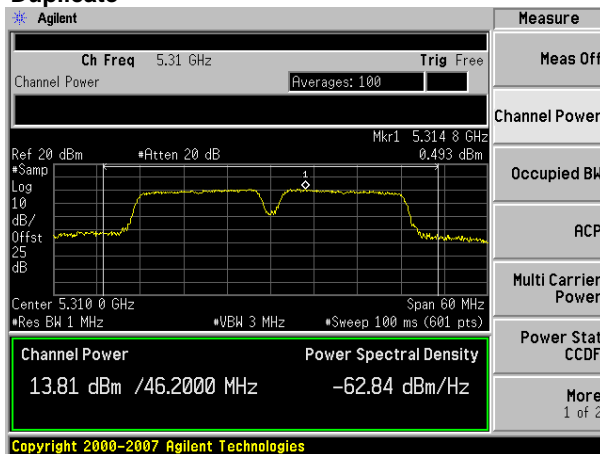 Duplicate
Agilent
Ch Freq 5.31 GHz Trig Free
Channel Power Averages: 100
Mkr1 5.314 8 GHz
Ref 20 dBm #Atten 20 dB 0.493 dBm
#Samp
Log
10
dB/
Offst
25
dB
1
Center 5.310 0 GHz Span 60 MHz
#Res BW 1 MHz #VBW 3 MHz #Sweep 100 ms (601 pts)
Channel Power Power Spectral Density
13.81 dBm /46.2000 MHz -62.84 dBm/Hz
Copyright 2000-2007 Agilent Technologies
Measure
Meas Off
Channel Power
Occupied BW
ACP
Multi Carrier
Power
Power Stat
CCDF
More
1 of 2